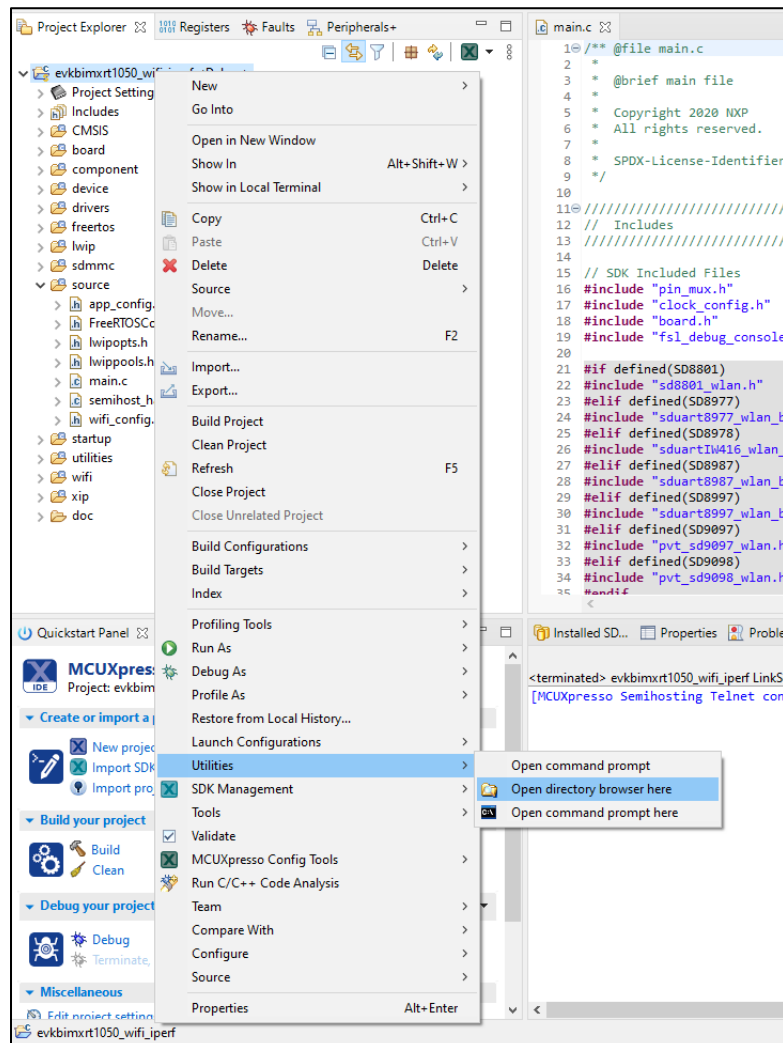 Project Explorer Registers Faults Peripherals+
evkbimxrt1050_wifi_iperf
Project Setting
Includes
CMSIS
board
component
device
drivers
freertos
lwip
sdmmc
source
app_config.
FreeRTOSCo
lwipopts.h
lwippools.h
main.c
semihost_h
wifi_config.
startup
utilities
wifi
xip
doc
New
Go Into
Open in New Window
Show In Alt+Shift+W >
Show in Local Terminal
Copy Ctrl+C
Paste Ctrl+V
Delete Delete
Source
Move...
Rename... F2
Import...
Export...
Build Project
Clean Project
Refresh F5
Close Project
Close Unrelated Project
Build Configurations
Build Targets
Index
Profiling Tools
Run As
Debug As
Profile As
Restore from Local History...
Launch Configurations
Utilities
SDK Management
Tools
Validate
MCUXpresso Config Tools
Run C/C++ Code Analysis
Team
Compare With
Configure
Source
Properties Alt+Enter
Open command prompt
Open directory browser here
Open command prompt here
main.c
1 /** @file main.c
2 *
3 * @brief main file
4 *
5 * Copyright 2020 NXP
6 * All rights reserved.
7 *
8 * SPDX-License-Identifier
9 */
10
11 ///////////////////////////
12 // Includes
13 ///////////////////////////
14
15 // SDK Included Files
16 #include "pin_mux.h"
17 #include "clock_config.h"
18 #include "board.h"
19 #include "fsl_debug_console
20
21 #if defined(SD8801)
22 #include "sd8801_wlan.h"
23 #elif defined(SD8977)
24 #include "sduart8977_wlan_b
25 #elif defined(SD8978)
26 #include "sduartIW416_wlan_
27 #elif defined(SD8987)
28 #include "sduart8987_wlan_b
29 #elif defined(SD8997)
30 #include "sduart8997_wlan_b
31 #elif defined(SD9097)
32 #include "pvt_sd9097_wlan.h
33 #elif defined(SD9098)
34 #include "pvt_sd9098_wlan.h
35 #endif
Quickstart Panel
IDE
MCUXpres
Project: evkbim
Create or import a p
New projec
Import SDK
Import proj
Build your project
Build
Clean
Debug your project
Debug
Terminate,
Miscellaneous
Edit project setting
evkbimxrt1050_wifi_iperf
Installed SD... Properties Proble
<terminated> evkbimxrt1050_wifi_iperf LinkS
[MCUXpresso Semihosting Telnet con